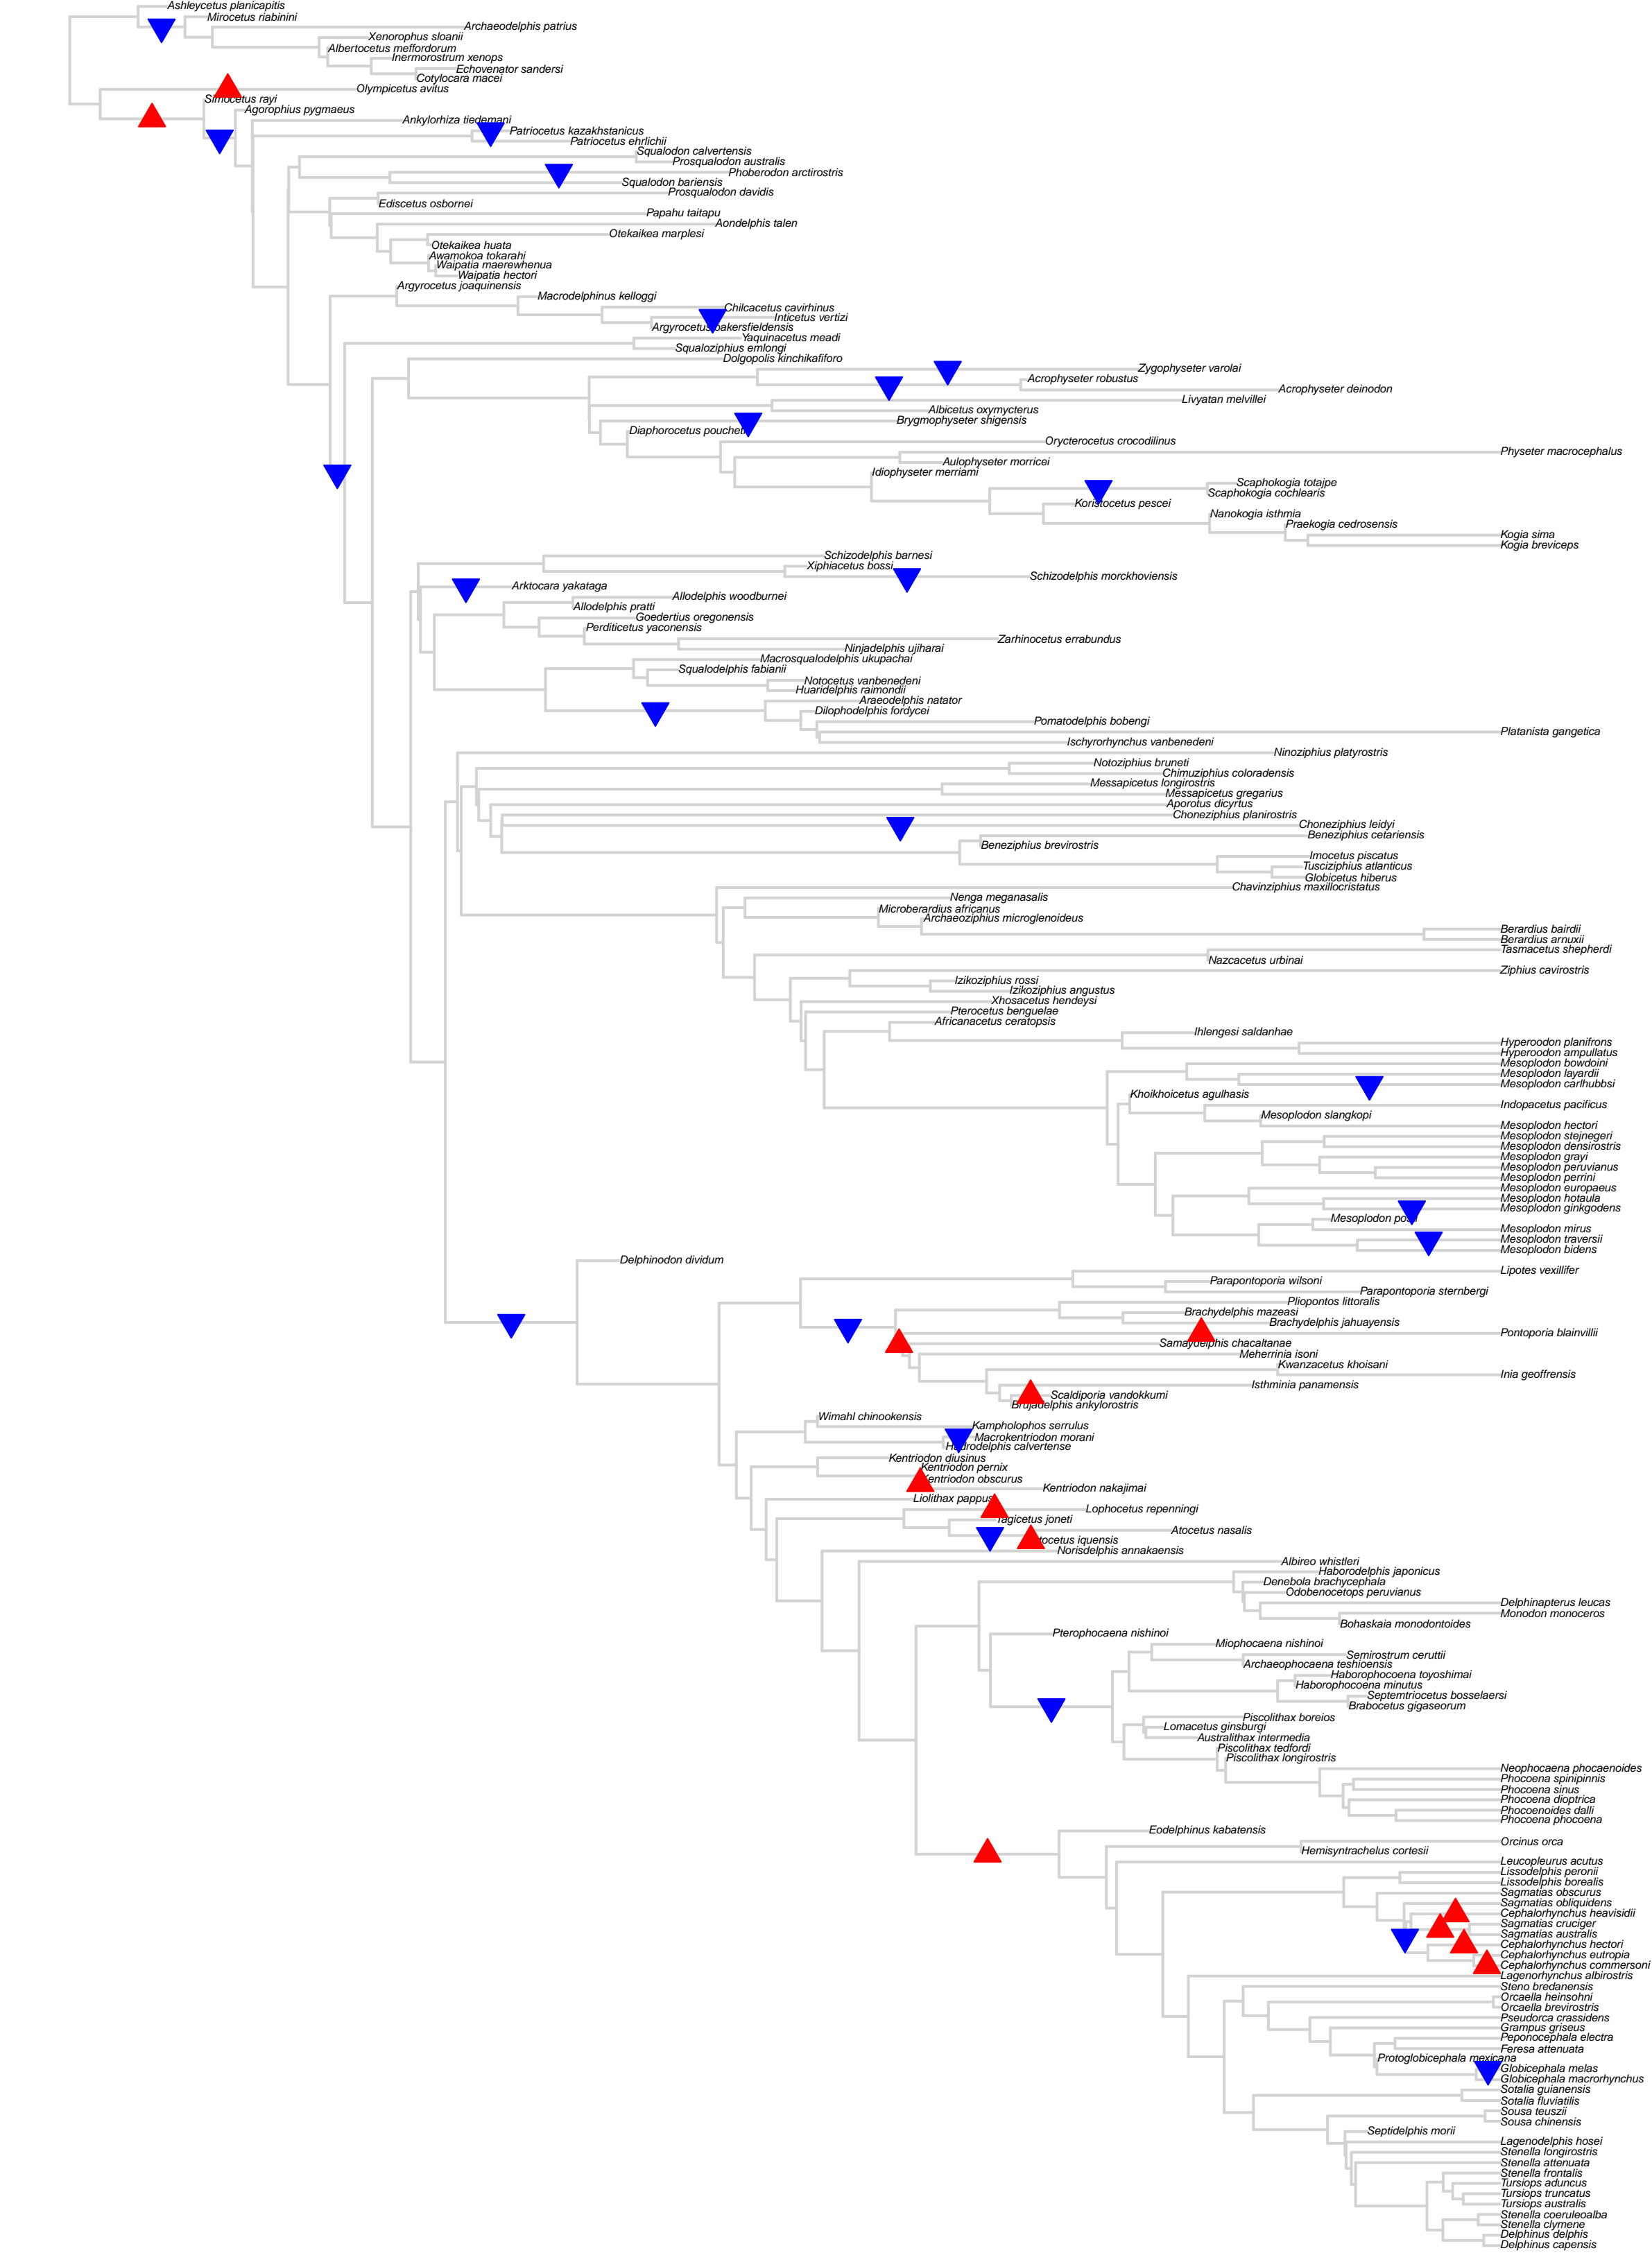 Ashleycetus planicapitis
Mirocetus riabinini
Archaeodelphis patrius
Xenorophus sloanii
Albertocetus meffordorum
Inermorostrum xenops
Echovenator sandersi
Cotylocara macei
Olympicetus avitus
Simocetus rayi
Agorophius pygmaeus
Ankylorhiza tiedemani
Patriocetus kazakhstanicus
Patriocetus ehrlichii
Squalodon calvertensis
Prosqualodon australis
Phoberodon arctirostris
Squalodon bariensis
Prosqualodon davidis
Ediscetus osbornei
Papahu taitapu
Aondelphis talen
Otekaikea marplesi
Otekaikea huata
Awamokoa tokarahi
Waipatia maerewhenua
Waipatia hectori
Argyrocetus joaquinensis
Macrodelphinus kelloggi
Chilcacetus cavirhinus
Inticetus vertizi
Argyrocetus bakersfieldensis
Yaquinacetus meadi
Squaloziphius emlongi
Dolgopolis kinchikafiforo
Zygophyseter varolai
Acrophyseter robustus
Acrophyseter deinodon
Livyatan melvillei
Albicetus oxymycterus
Brygmophyseter shigensis
Diaphorocetus poucheti
Orycterocetus crocodilinus
Physeter macrocephalus
Aulophyseter morricei
Idiophyseter merriami
Scaphokogia totajpe
Scaphokogia cochlearis
Koristocetus pescei
Nanokogia isthmia
Praekogia cedrosensis
Kogia sima
Kogia breviceps
Schizodelphis barnesi
Xiphiacetus bossi
Schizodelphis morckhoviensis
Arktocara yakataga
Allodelphis woodburnei
Allodelphis pratti
Goedertius oregonensis
Perditicetus yaconensis
Zarhinocetus errabundus
Ninjadelphis ujiharai
Macrosqualodelphis ukupachai
Squalodelphis fabianii
Notocetus vanbenedeni
Huaridelphis raimondii
Araeodelphis natator
Dilophodelphis fordycei
Pomatodelphis bobengi
Platanista gangetica
Ischyrorhynchus vanbenedeni
Ninoziphius platyrostris
Notoziphius bruneti
Chimuziphius coloradensis
Messapicetus longirostris
Messapicetus gregarius
Aporotus dicyrtus
Choneziphius planirostris
Choneziphius leidyi
Beneziphius cetariensis
Beneziphius brevirostris
Imocetus piscatus
Tusciziphius atlanticus
Globicetus hiberus
Chavinziphius maxillocristatus
Nenga meganasalis
Microberardius africanus
Archaeoziphius microglenoideus
Berardius bairdii
Berardius arnuxii
Tasmacetus shepherdi
Nazcacetus urbinai
Ziphius cavirostris
Izikoziphius rossi
Izikoziphius angustus
Xhosacetus hendeysi
Pterocetus benguelae
Africanacetus ceratopsis
Ihlengesi saldanhae
Hyperoodon planifrons
Hyperoodon ampullatus
Mesoplodon bowdoini
Mesoplodon layardii
Mesoplodon carlhubbsi
Khoikhoicetus agulhasis
Indopacetus pacificus
Mesoplodon slangkopi
Mesoplodon hectori
Mesoplodon stejnegeri
Mesoplodon densirostris
Mesoplodon grayi
Mesoplodon peruvianus
Mesoplodon perrini
Mesoplodon europaeus
Mesoplodon hotaula
Mesoplodon ginkgodens
Mesoplodon
Mesoplodon mirus
Mesoplodon traversii
Mesoplodon bidens
Delphinodon dividum
Lipotes vexillifer
Parapontoporia wilsoni
Parapontoporia sternbergi
Pliopontos littoralis
Brachydelphis mazeasi
Brachydelphis jahuayensis
Pontoporia blainvillii
Samaydelphis chacaltanae
Meherrinia isoni
Kwanzacetus khoisani
Inia geoffrensis
Isthminia panamensis
Scaldiporia vandokkumi
Brujadelphis ankylorostris
Wimahl chinookensis
Kampholophos serrulus
Macrokentriodon morani
Hadrodelphis calvertense
Kentriodon diusinus
Kentriodon pernix
Kentriodon obscurus
Kentriodon nakajimai
Liolithax pappus
Lophocetus repenningi
Tagicetus joneti
Atocetus nasalis
Atocetus iquensis
Norisdelphis annakaensis
Albireo whistleri
Haborodelphis japonicus
Denebola brachycephala
Odobenocetops peruvianus
Delphinapterus leucas
Monodon monoceros
Bohaskaia monodontoides
Pterophocaena nishinoi
Miophocaena nishinoi
Semirostrum ceruttii
Archaeophocaena teshioensis
Haborophocoena toyoshimai
Haborophocoena minutus
Septemtriocetus bosselaersi
Brabocetus gigaseorum
Piscolithax boreios
Lomacetus ginsburgi
Australithax intermedia
Piscolithax tedfordi
Piscolithax longirostris
Neophocaena phocaenoides
Phocoena spinipinnis
Phocoena sinus
Phocoena dioptrica
Phocoenoides dalli
Phocoena phocoena
Eodelphinus kabatensis
Orcinus orca
Hemisyntrachelus cortesii
Leucopleurus acutus
Lissodelphis peronii
Lissodelphis borealis
Sagmatias obscurus
Sagmatias obliquidens
Cephalorhynchus heavisidii
Sagmatias cruciger
Sagmatias australis
Cephalorhynchus hectori
Cephalorhynchus eutropia
Cephalorhynchus commersoni
Lagenorhynchus albirostris
Steno bredanensis
Orcaella heinsohni
Orcaella brevirostris
Pseudorca crassidens
Grampus griseus
Peponocephala electra
Feresa attenuata
Protoglobicephala mexicana
Globicephala melas
Globicephala macrorhynchus
Sotalia guianensis
Sotalia fluviatilis
Sousa teuszii
Sousa chinensis
Septidelphis morii
Lagenodelphis hosei
Stenella longirostris
Stenella attenuata
Stenella frontalis
Tursiops aduncus
Tursiops truncatus
Tursiops australis
Stenella coeruleoalba
Stenella clymene
Delphinus delphis
Delphinus capensis